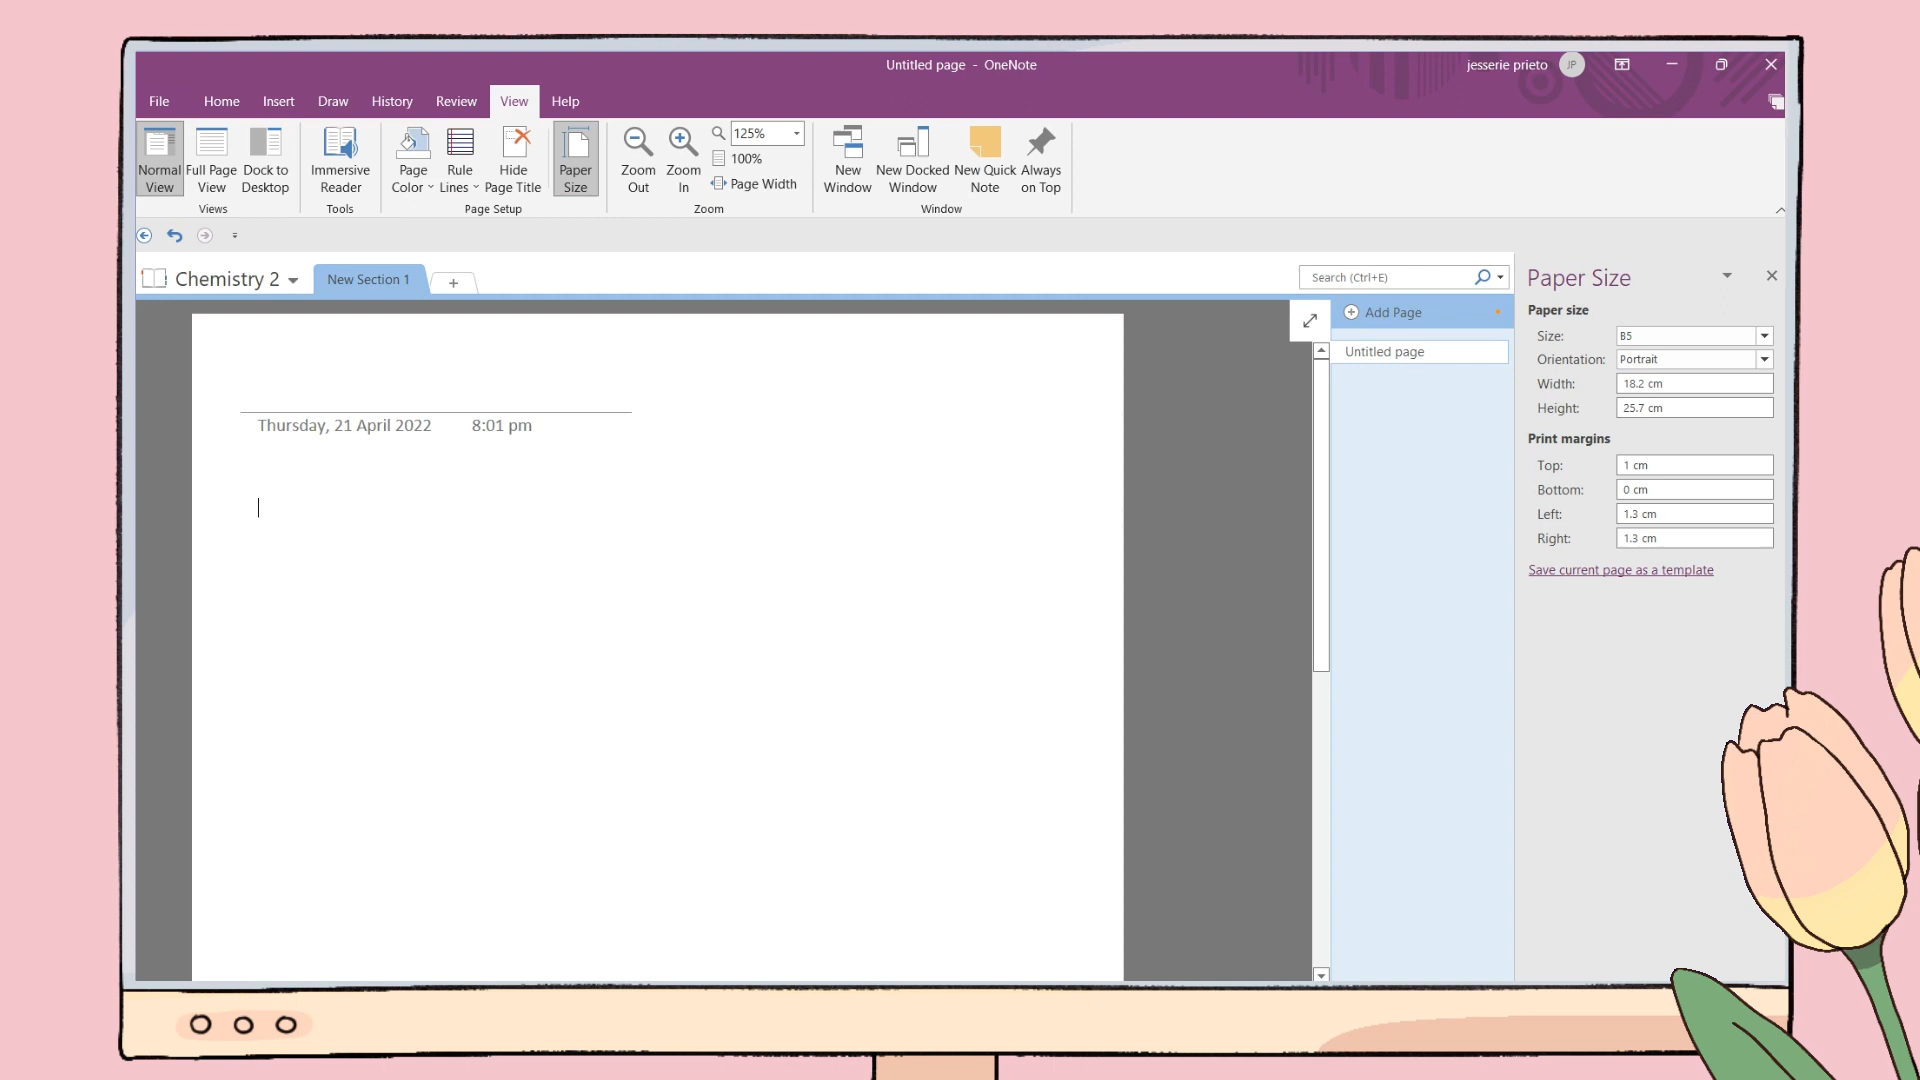 Untitled page - OneNote
jesserie prieto JP
File Home Insert Draw History Review View Help
Normal View
Full Page View
Dock to Desktop
Views
Immersive Reader
Tools
Page Color
Rule Lines
Hide Page Title
Paper Size
Page Setup
Zoom Out
Zoom In
125%
100%
Page Width
Zoom
New Window
New Docked Window
New Quick Note
Always on Top
Window
Chemistry 2
New Section 1
+
Search (Ctrl+E)
Add Page
Untitled page
Thursday, 21 April 2022 8:01 pm
Paper Size
Paper size
Size: B5
Orientation: Portrait
Width: 18.2 cm
Height: 25.7 cm
Print margins
Top: 1 cm
Bottom: 0 cm
Left: 1.3 cm
Right: 1.3 cm
Save current page as a template